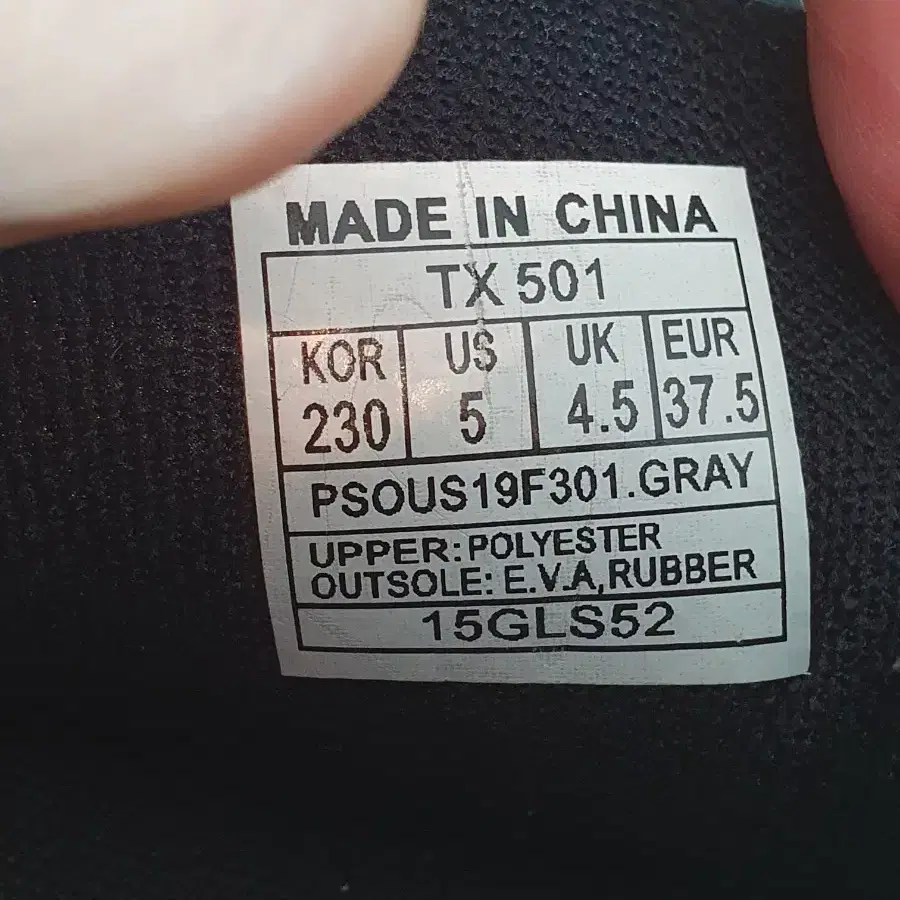 MADE IN CHINA
TX 501
KOR US UK EUR
230 5 4.5 37.5
PSOUS19F301.GRAY
UPPER: POLYESTER
OUTSOLE: E.V.A,RUBBER
15GLS52